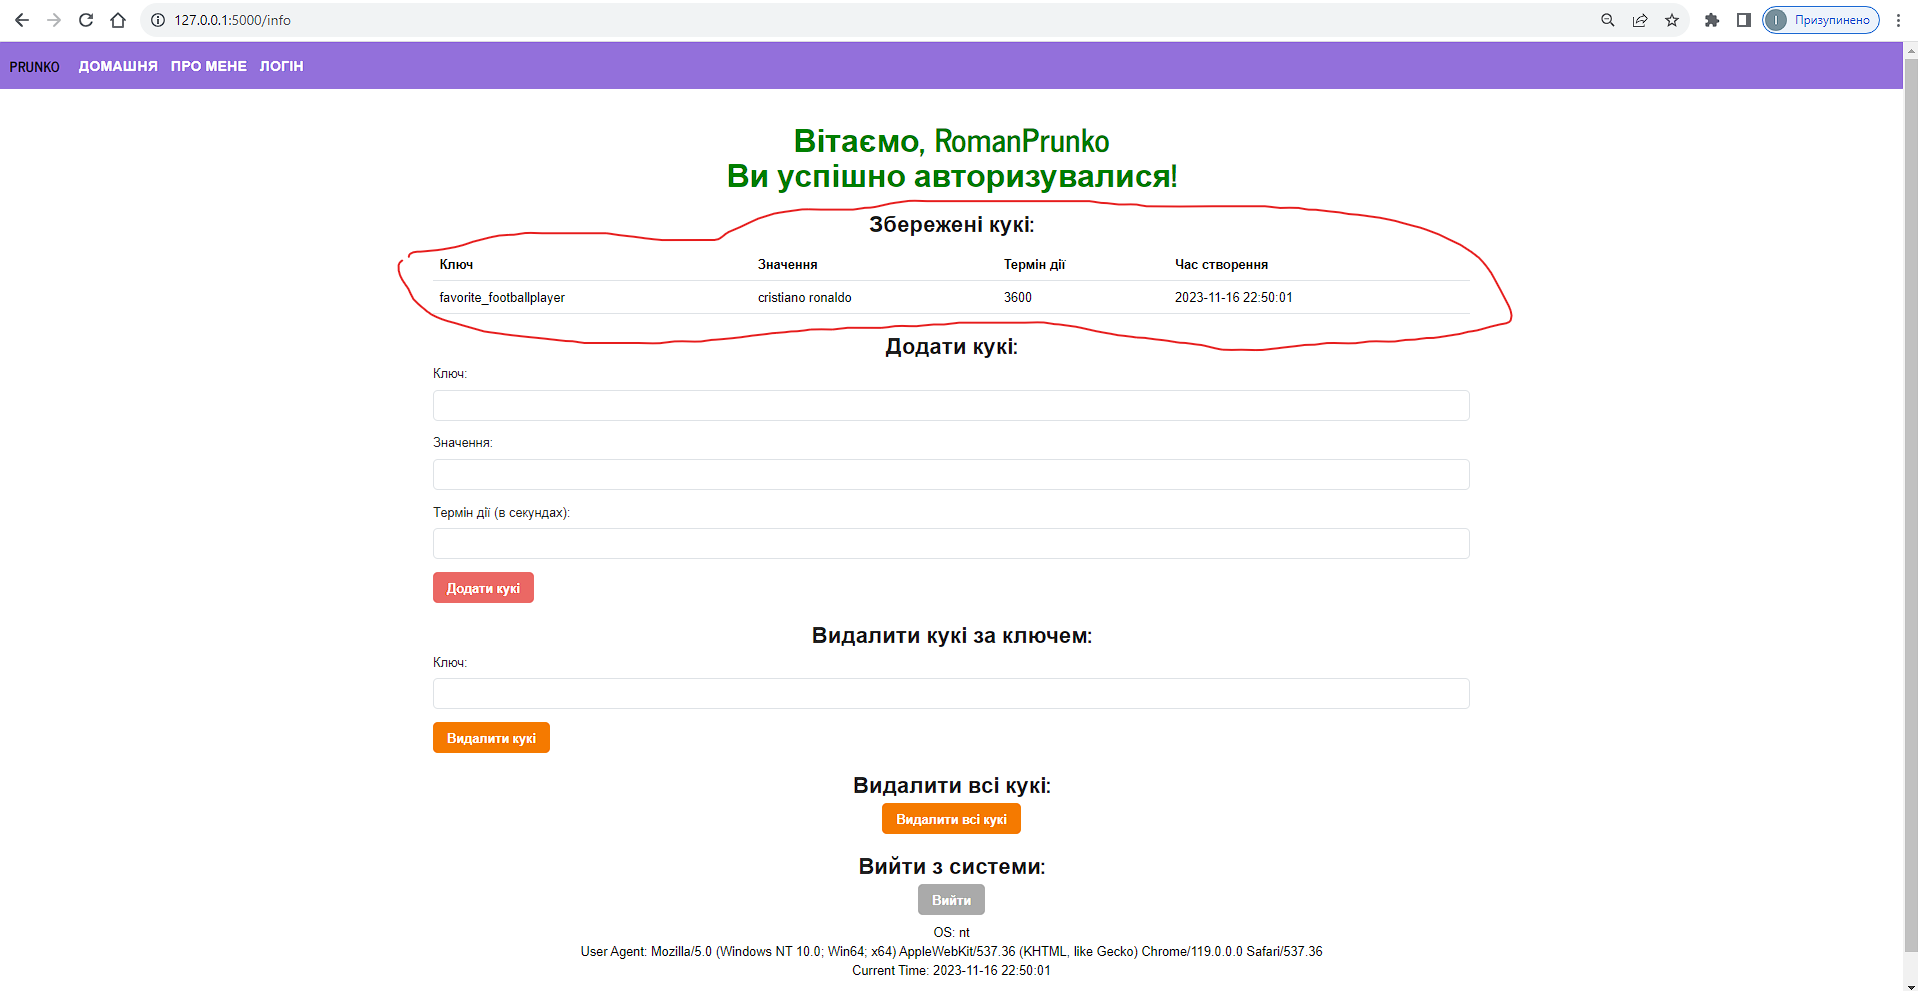 127.0.0.1:5000/info
Призупинено
PRUNKO ДОМАШНЯ ПРО МЕНЕ ЛОГІН
Вітаємо, RomanPrunko
Ви успішно авторизувалися!
Збережені кукі:
Ключ Значення Термін дії Час створення
favorite_footballplayer cristiano ronaldo 3600 2023-11-16 22:50:01
Додати кукі:
Ключ:
Значення:
Термін дії (в секундах):
Додати кукі
Видалити кукі за ключем:
Ключ:
Видалити кукі
Видалити всі кукі:
Видалити всі кукі
Вийти з системи:
Вийти
OS: nt
User Agent: Mozilla/5.0 (Windows NT 10.0; Win64; x64) AppleWebKit/537.36 (KHTML, like Gecko) Chrome/119.0.0.0 Safari/537.36
Current Time: 2023-11-16 22:50:01